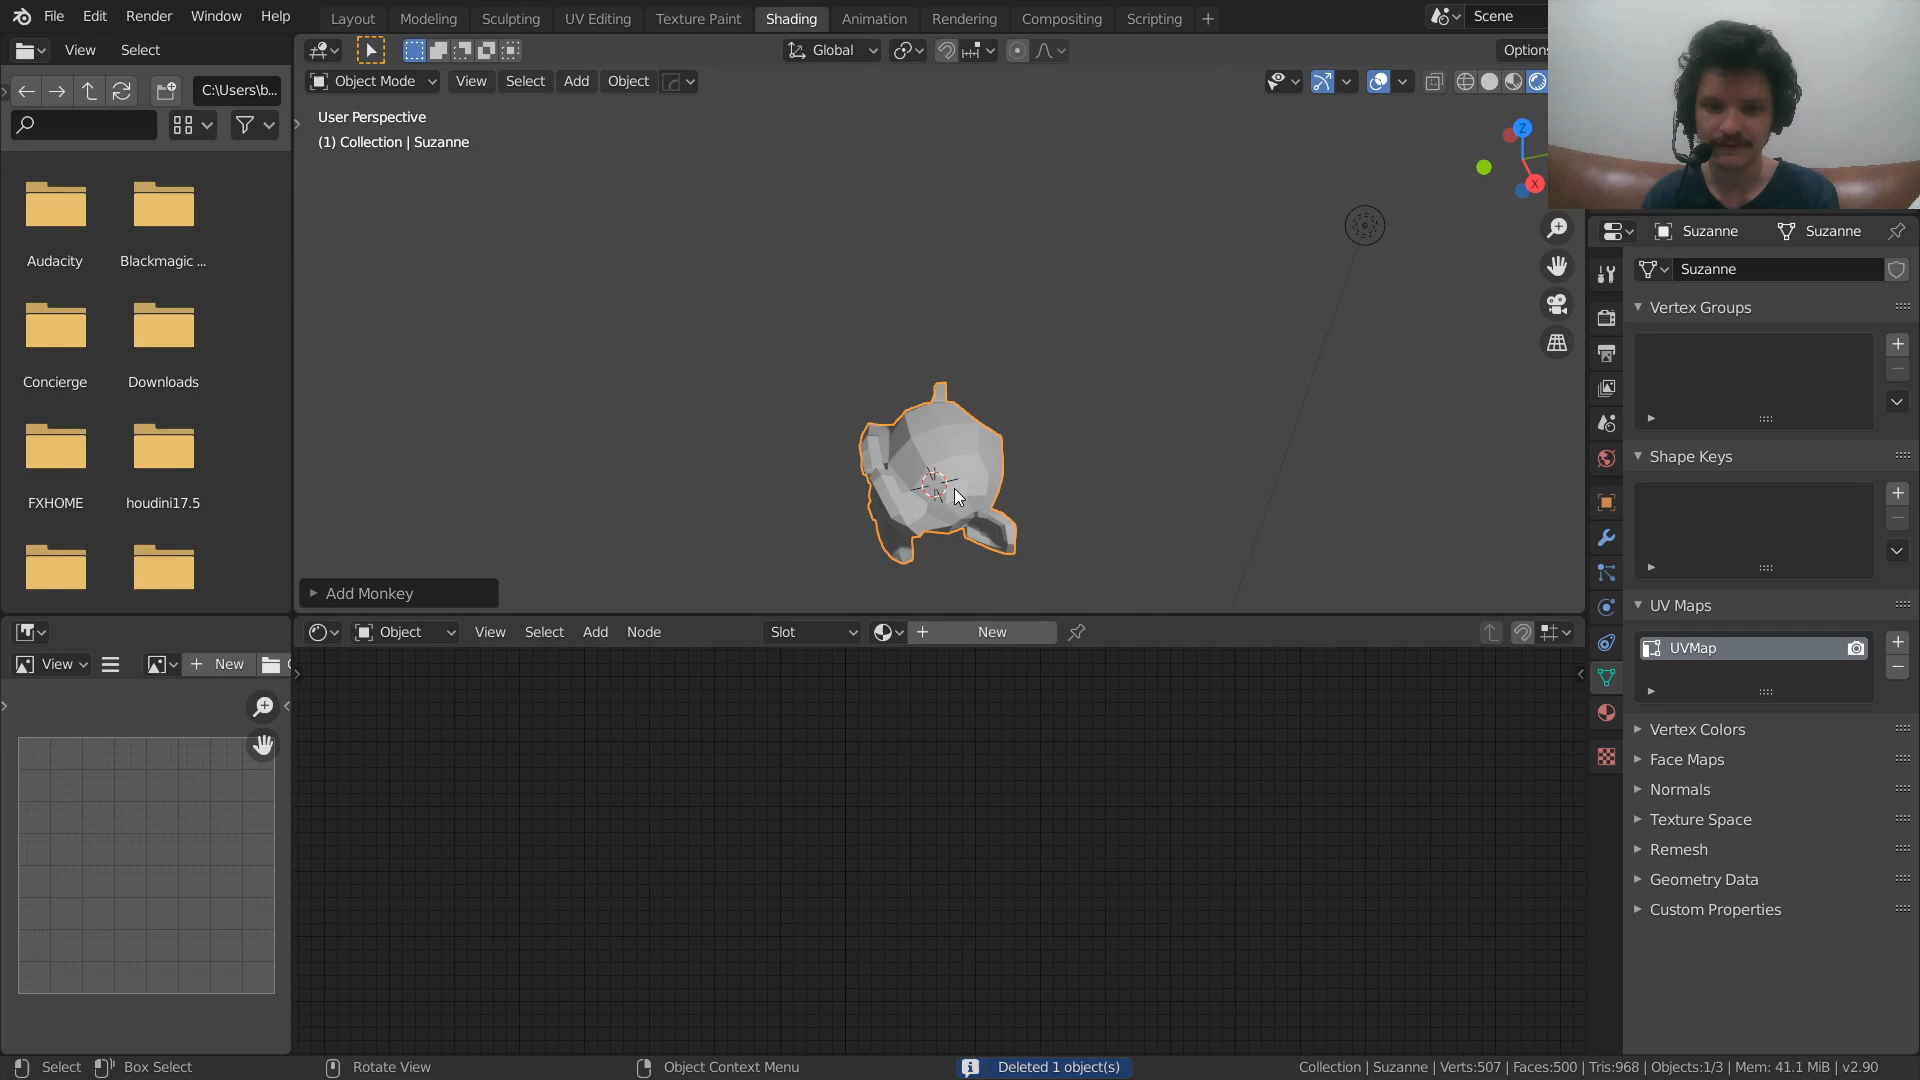 File Edit Render Window Help Layout Modeling Sculpting UV Editing Texture Paint Shading Animation Rendering Compositing Scripting + Scene
View Select
Global
Options
C:\Users\b...
Object Mode View Select Add Object
User Perspective
(1) Collection | Suzanne
Z
X
Audacity
Blackmagic ...
Concierge
Downloads
FXHOME
houdini17.5
Add Monkey
Suzanne
Suzanne
Suzanne
Vertex Groups
Shape Keys
UV Maps
UVMap
Vertex Colors
Face Maps
Normals
Texture Space
Remesh
Geometry Data
Custom Properties
Object View Select Add Node Slot + New
View + New
Select Box Select Rotate View Object Context Menu Deleted 1 object(s) Collection | Suzanne | Verts:507 | Faces:500 | Tris:968 | Objects:1/3 | Mem: 41.1 MiB | v2.90